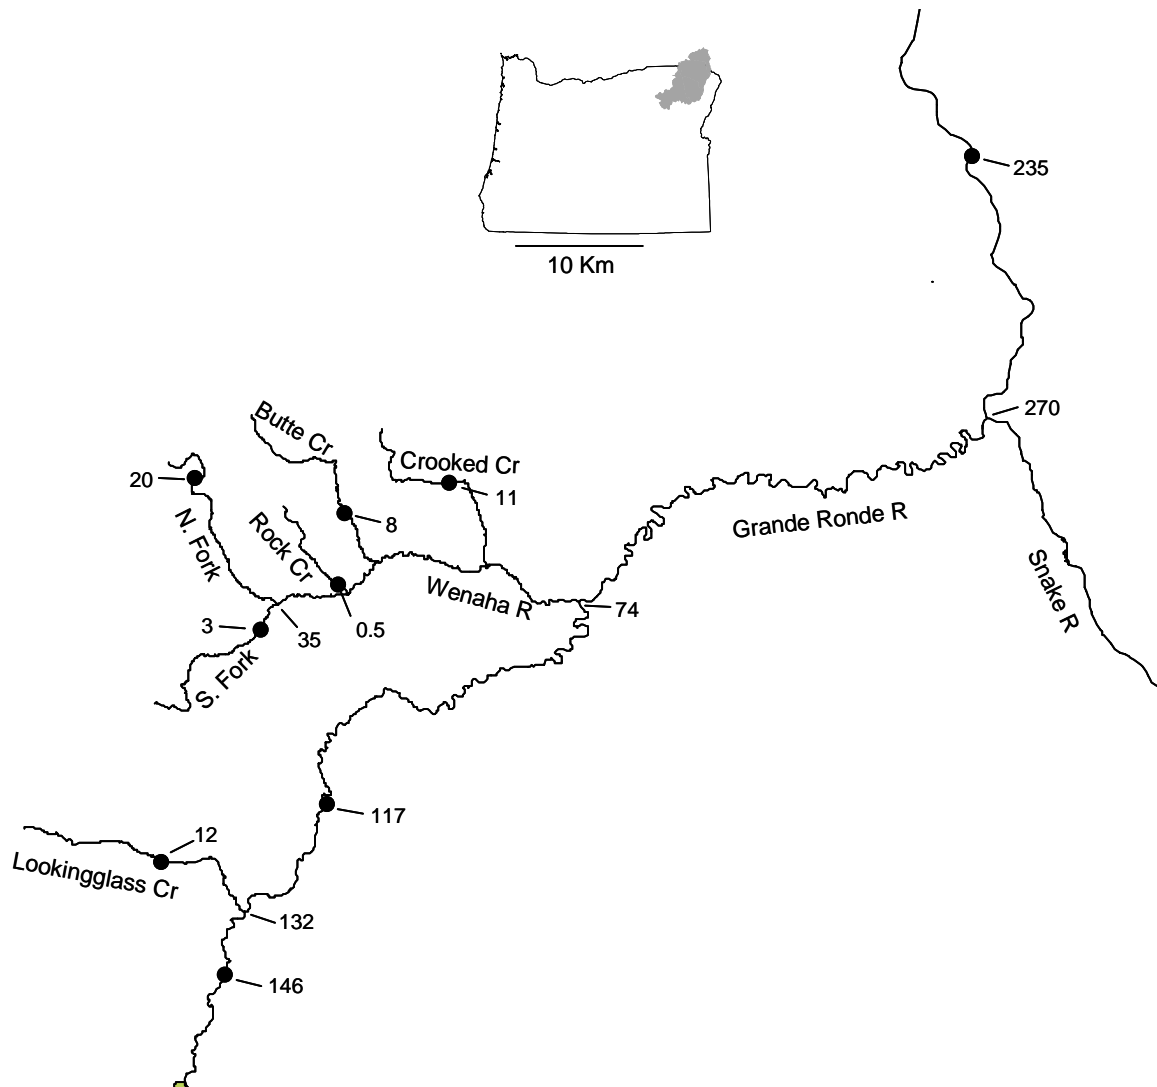 235
10 Km
270
Butte Cr
Crooked Cr
20
11
N. Fork
Rock Cr
8
Grande Ronde R
Wenaha R
Snake R
74
3
35
0.5
S. Fork
117
12
Lookingglass Cr
132
146